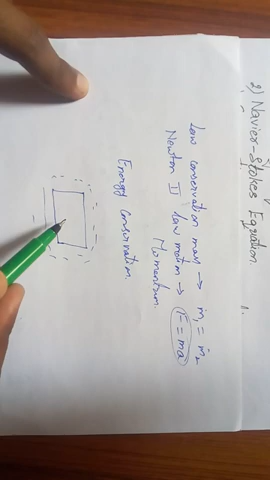 2) Navier-Stokes Equation.
1.
Law conservation mass → ṁ₁ = ṁ₂
Newton II law motion → F = ma
Momentum.
Energy Conservation.